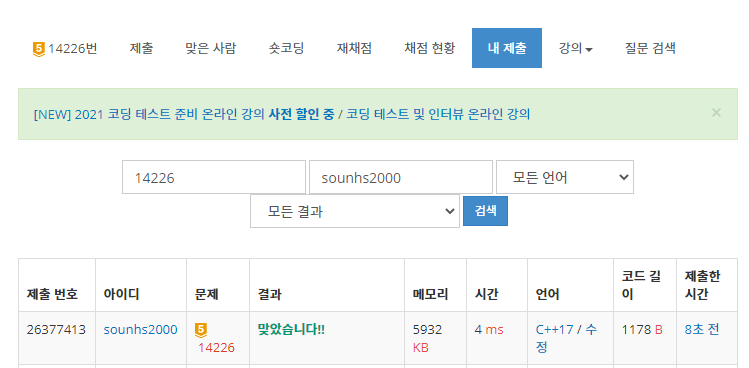 5 14226번 제출 맞은 사람 숏코딩 재채점 채점 현황 내 제출 강의 질문 검색
[NEW] 2021 코딩 테스트 준비 온라인 강의 사전 할인 중 / 코딩 테스트 및 인터뷰 온라인 강의 ×
14226 sounhs2000 모든 언어
모든 결과 검색
제출 번호 아이디 문제 결과 메모리 시간 언어 코드 길이 제출한 시간
26377413 sounhs2000 5 14226 맞았습니다!! 5932 KB 4 ms C++17 / 수정 1178 B 8초 전